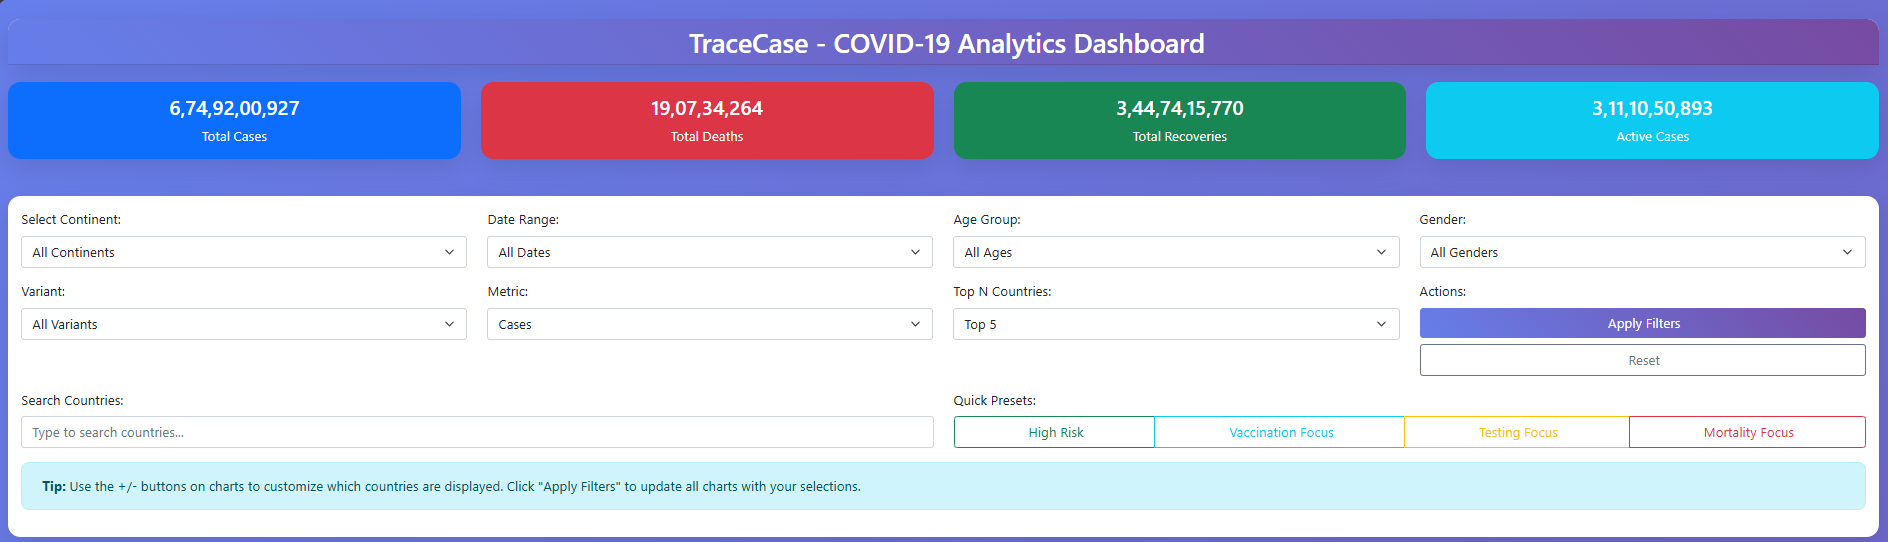 TraceCase - COVID-19 Analytics Dashboard
6,74,92,00,927
Total Cases
19,07,34,264
Total Deaths
3,44,74,15,770
Total Recoveries
3,11,10,50,893
Active Cases
Select Continent:
All Continents
Date Range:
All Dates
Age Group:
All Ages
Gender:
All Genders
Variant:
All Variants
Metric:
Cases
Top N Countries:
Top 5
Actions:
Apply Filters
Reset
Search Countries:
Type to search countries...
Quick Presets:
High Risk
Vaccination Focus
Testing Focus
Mortality Focus
Tip: Use the +/- buttons on charts to customize which countries are displayed. Click "Apply Filters" to update all charts with your selections.